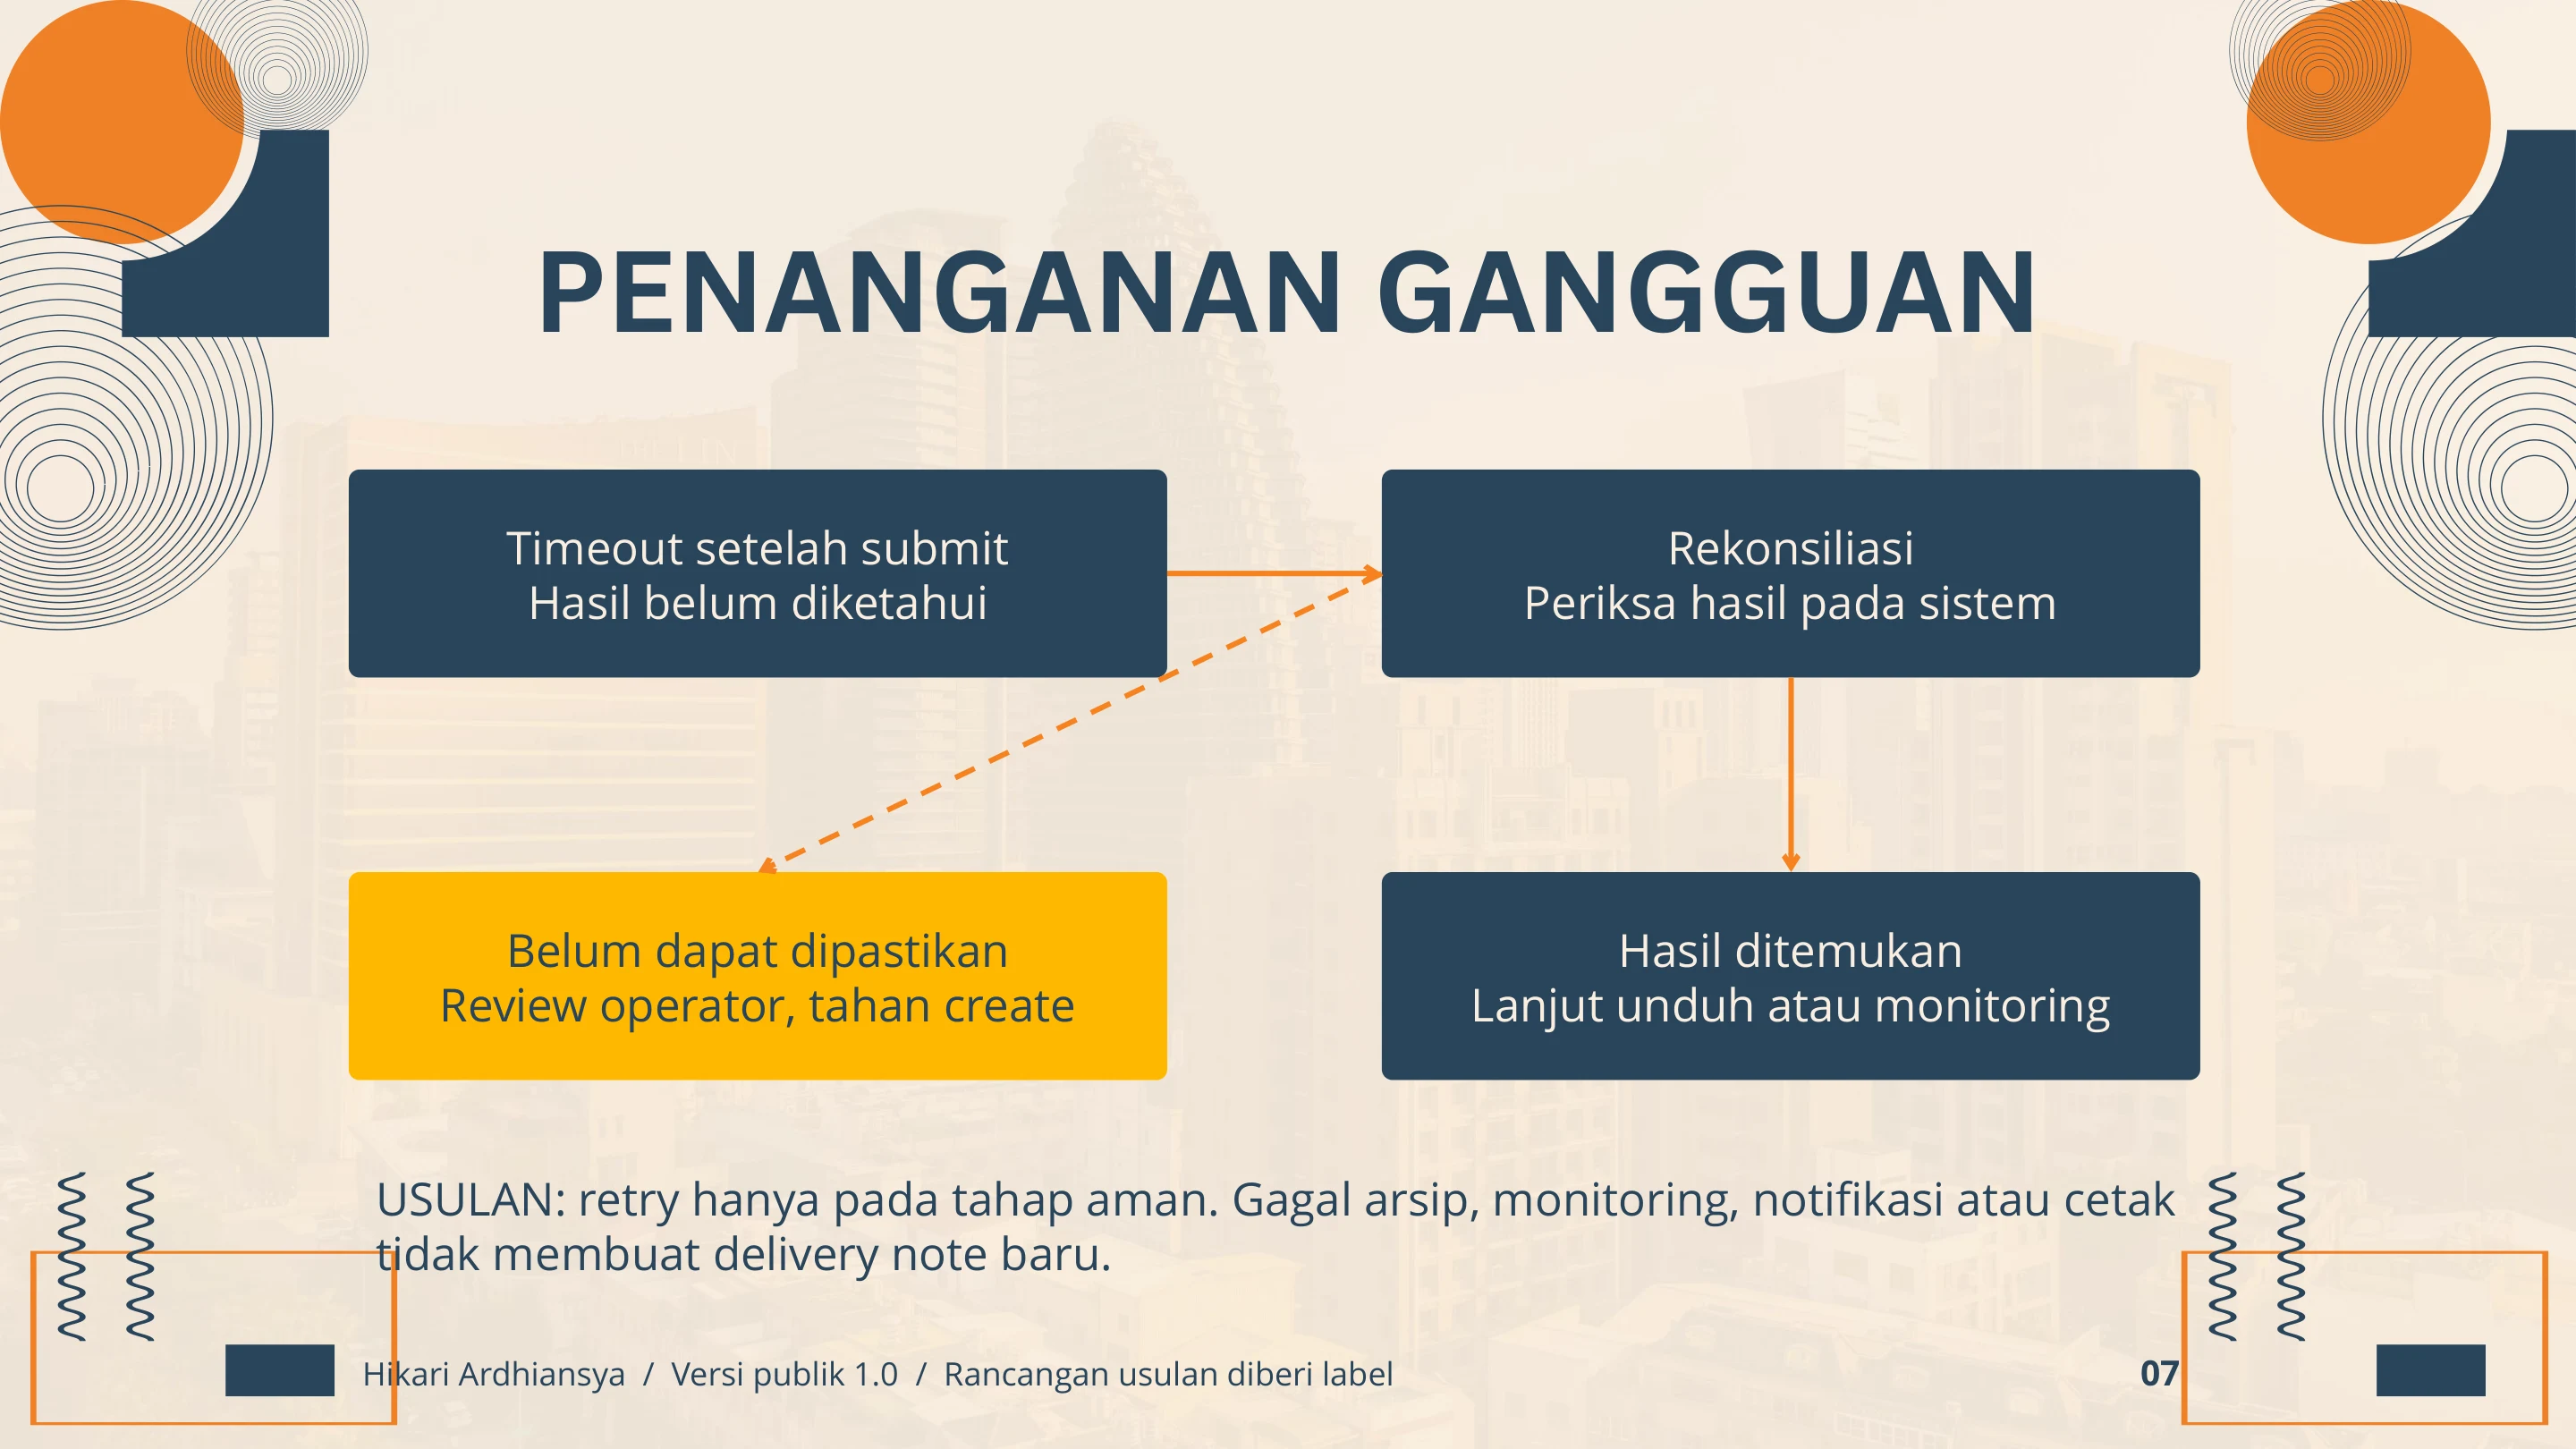 PENANGANAN GANGGUAN
Timeout setelah submit
Hasil belum diketahui
Rekonsiliasi
Periksa hasil pada sistem
Belum dapat dipastikan
Review operator, tahan create
Hasil ditemukan
Lanjut unduh atau monitoring
USULAN: retry hanya pada tahap aman. Gagal arsip, monitoring, notifikasi atau cetak
tidak membuat delivery note baru.
Hikari Ardhiansya / Versi publik 1.0 / Rancangan usulan diberi label
07